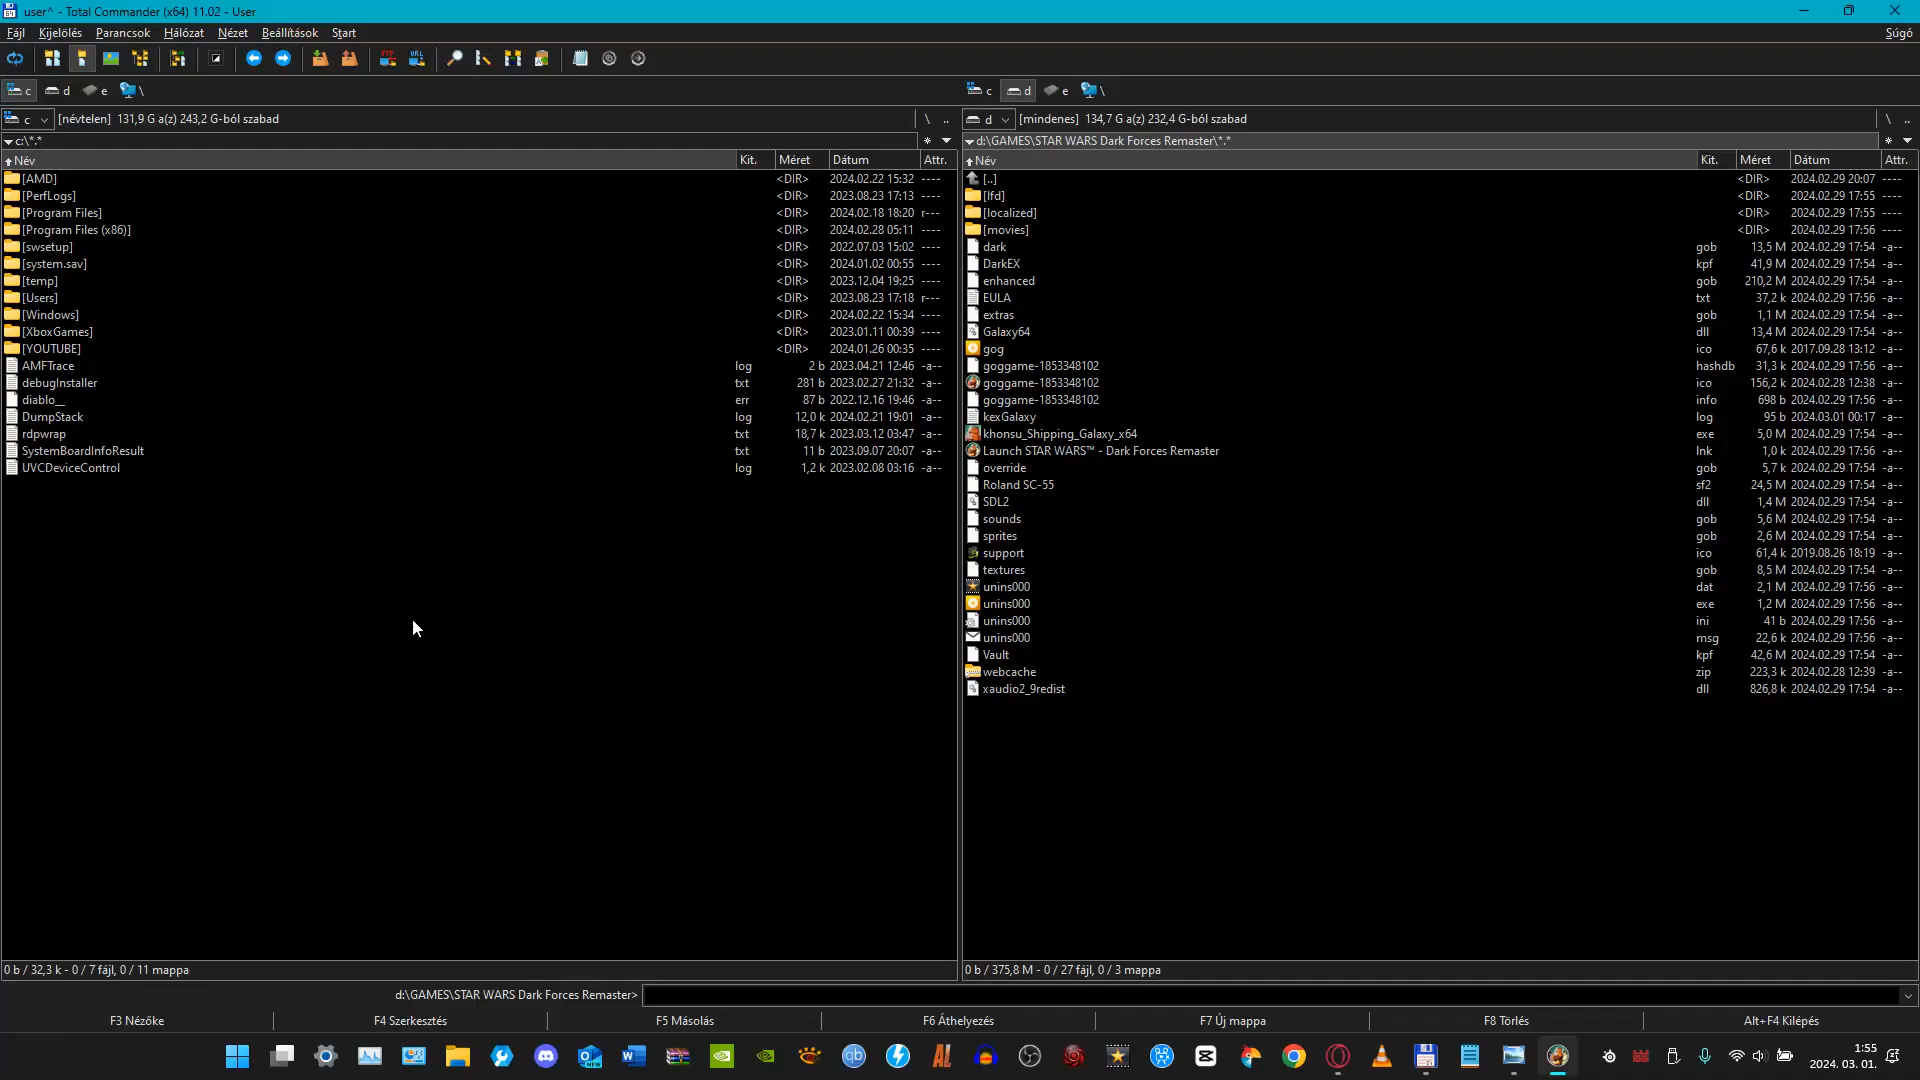 user^ - Total Commander (x64) 11.02 - User
Fájl Kijelölés Parancsok Hálózat Nézet Beállítások Start Súgó
c d e \ c d e \
c [névtelen] 131,9 G a(z) 243,2 G-ból szabad \ ..
c:\*.* * 
Név Kit. Méret Dátum Attr.
[AMD] <DIR> 2024.02.22 15:32 ----
[PerfLogs] <DIR> 2023.08.23 17:13 ----
[Program Files] <DIR> 2024.02.18 18:20 r---
[Program Files (x86)] <DIR> 2024.02.28 05:11 ----
[swsetup] <DIR> 2022.07.03 15:02 ----
[system.sav] <DIR> 2024.01.02 00:55 ----
[temp] <DIR> 2023.12.04 19:25 ----
[Users] <DIR> 2023.08.23 17:18 r---
[Windows] <DIR> 2024.02.22 15:34 ----
[XboxGames] <DIR> 2023.01.11 00:39 ----
[YOUTUBE] <DIR> 2024.01.26 00:35 ----
AMFTrace log 2 b 2023.04.21 12:46 -a--
debugInstaller txt 281 b 2023.02.27 21:32 -a--
diablo__ err 87 b 2022.12.16 19:46 -a--
DumpStack log 12,0 k 2024.02.21 19:01 -a--
rdpwrap txt 18,7 k 2023.03.12 03:47 -a--
SystemBoardInfoResult txt 11 b 2023.09.07 20:07 -a--
UVCDeviceControl log 1,2 k 2023.02.08 03:16 -a--
0 b / 32,3 k - 0 / 7 fájl, 0 / 11 mappa
d [mindenes] 134,7 G a(z) 232,4 G-ból szabad \ ..
d:\GAMES\STAR WARS Dark Forces Remaster\*.* *
Név Kit. Méret Dátum Attr.
[..] <DIR> 2024.02.29 20:07 ----
[lfd] <DIR> 2024.02.29 17:55 ----
[localized] <DIR> 2024.02.29 17:55 ----
[movies] <DIR> 2024.02.29 17:56 ----
dark gob 13,5 M 2024.02.29 17:54 -a--
DarkEX kpf 41,9 M 2024.02.29 17:54 -a--
enhanced gob 210,2 M 2024.02.29 17:54 -a--
EULA txt 37,2 k 2024.02.29 17:56 -a--
extras gob 1,1 M 2024.02.29 17:54 -a--
Galaxy64 dll 13,4 M 2024.02.29 17:54 -a--
gog ico 67,6 k 2017.09.28 13:12 -a--
goggame-1853348102 hashdb 31,3 k 2024.02.29 17:56 -a--
goggame-1853348102 ico 156,2 k 2024.02.28 12:38 -a--
goggame-1853348102 info 698 b 2024.02.29 17:56 -a--
kexGalaxy log 95 b 2024.03.01 00:17 -a--
khonsu_Shipping_Galaxy_x64 exe 5,0 M 2024.02.29 17:54 -a--
Launch STAR WARS™ - Dark Forces Remaster lnk 1,0 k 2024.02.29 17:56 -a--
override gob 5,7 k 2024.02.29 17:54 -a--
Roland SC-55 sf2 24,5 M 2024.02.29 17:54 -a--
SDL2 dll 1,4 M 2024.02.29 17:54 -a--
sounds gob 5,6 M 2024.02.29 17:54 -a--
sprites gob 2,6 M 2024.02.29 17:54 -a--
support ico 61,4 k 2019.08.26 18:19 -a--
textures gob 8,5 M 2024.02.29 17:54 -a--
unins000 dat 2,1 M 2024.02.29 17:56 -a--
unins000 exe 1,2 M 2024.02.29 17:56 -a--
unins000 ini 41 b 2024.02.29 17:56 -a--
unins000 msg 22,6 k 2024.02.29 17:56 -a--
Vault kpf 42,6 M 2024.02.29 17:54 -a--
webcache zip 223,3 k 2024.02.28 12:39 -a--
xaudio2_9redist dll 826,8 k 2024.02.29 17:54 -a--
0 b / 375,8 M - 0 / 27 fájl, 0 / 3 mappa
d:\GAMES\STAR WARS Dark Forces Remaster>
F3 Nézőke F4 Szerkesztés F5 Másolás F6 Áthelyezés F7 Új mappa F8 Törlés Alt+F4 Kilépés
1:55
2024. 03. 01.